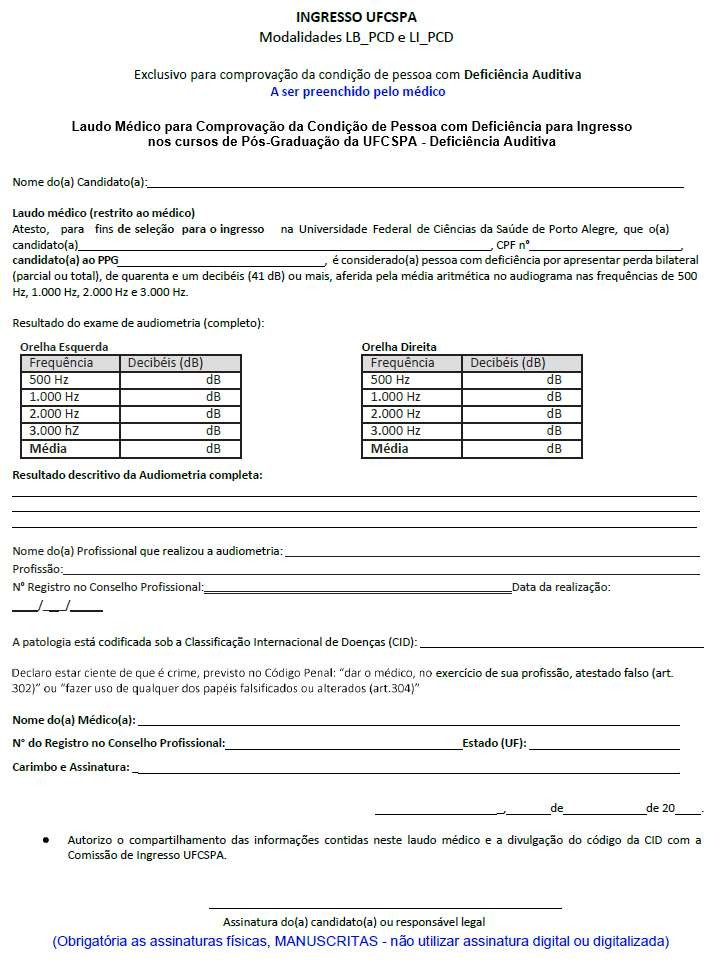 INGRESSO UFCSPA
Modalidades LB_PCD e LI_PCD
Exclusivo para comprovação da condição de pessoa com Deficiência Auditiva
A ser preenchido pelo médico
Laudo Médico para Comprovação da Condição de Pessoa com Deficiência para Ingresso
nos cursos de Pós-Graduação da UFCSPA - Deficiência Auditiva
Nome do(a) Candidato(a):
Laudo médico (restrito ao médico)
Atesto, para fins de seleção para o ingresso na Universidade Federal de Ciências da Saúde de Porto Alegre, que o(a)
candidato(a)____, CPF n°____,
candidato(a) ao PPG____, é considerado(a) pessoa com deficiência por apresentar perda bilateral
(parcial ou total), de quarenta e um decibéis (41 dB) ou mais, aferida pela média aritmética no audiograma nas frequências de 500
Hz, 1.000 Hz, 2.000 Hz e 3.000 Hz.
Resultado do exame de audiometria (completo):
Orelha Esquerda
Frequência Decibéis (dB)
500 Hz dB
1.000 Hz dB
2.000 Hz dB
3.000 hZ dB
Média dB
Orelha Direita
Frequência Decibéis (dB)
500 Hz dB
1.000 Hz dB
2.000 Hz dB
3.000 Hz dB
Média dB
Resultado descritivo da Audiometria completa:
Nome do(a) Profissional que realizou a audiometria:
Profissão:
N° Registro no Conselho Profissional:____Data da realização:
____/___/_____
A patologia está codificada sob a Classificação Internacional de Doenças (CID):
Declaro estar ciente de que é crime, previsto no Código Penal: “dar o médico, no exercício de sua profissão, atestado falso (art.
302)” ou “fazer uso de qualquer dos papéis falsificados ou alterados (art.304)”
Nome do(a) Médico(a):
N° do Registro no Conselho Profissional:____Estado (UF):
Carimbo e Assinatura:
____,____de____de 20____.
● Autorizo o compartilhamento das informações contidas neste laudo médico e a divulgação do código da CID com a
Comissão de Ingresso UFCSPA.
Assinatura do(a) candidato(a) ou responsável legal
(Obrigatória as assinaturas físicas, MANUSCRITAS - não utilizar assinatura digital ou digitalizada)